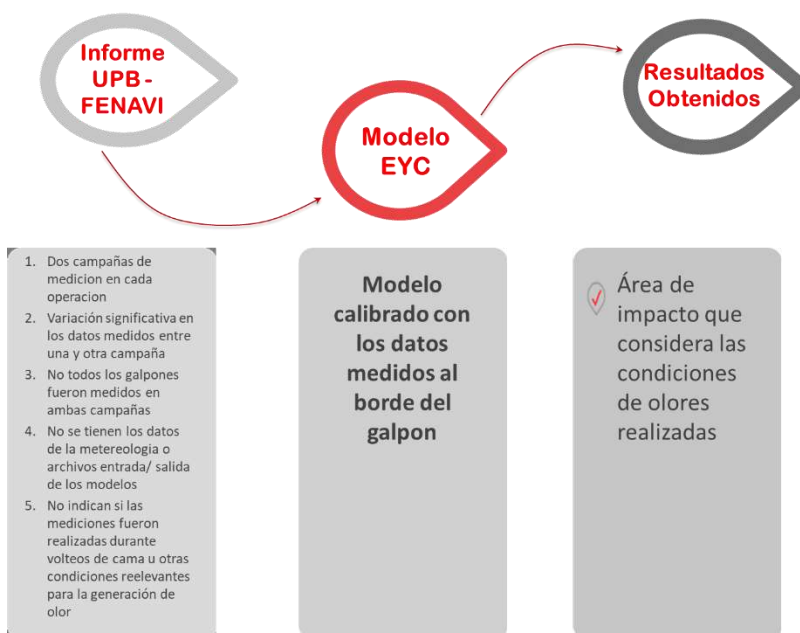 Informe
UPB -
FENAVI
Modelo
EYC
Resultados
Obtenidos
1. Dos campañas de
medicion en cada
operacion
2. Variación significativa en
los datos medidos entre
una y otra campaña
3. No todos los galpones
fueron medidos en
ambas campañas
4. No se tienen los datos
de la metereologia o
archivos entrada/ salida
de los modelos
5. No indican si las
mediciones fueron
realizadas durante
volteos de cama u otras
condiciones reelevantes
para la generación de
olor
Modelo
calibrado con
los datos
medidos al
borde del
galpon
Área de
impacto que
considera las
condiciones
de olores
realizadas